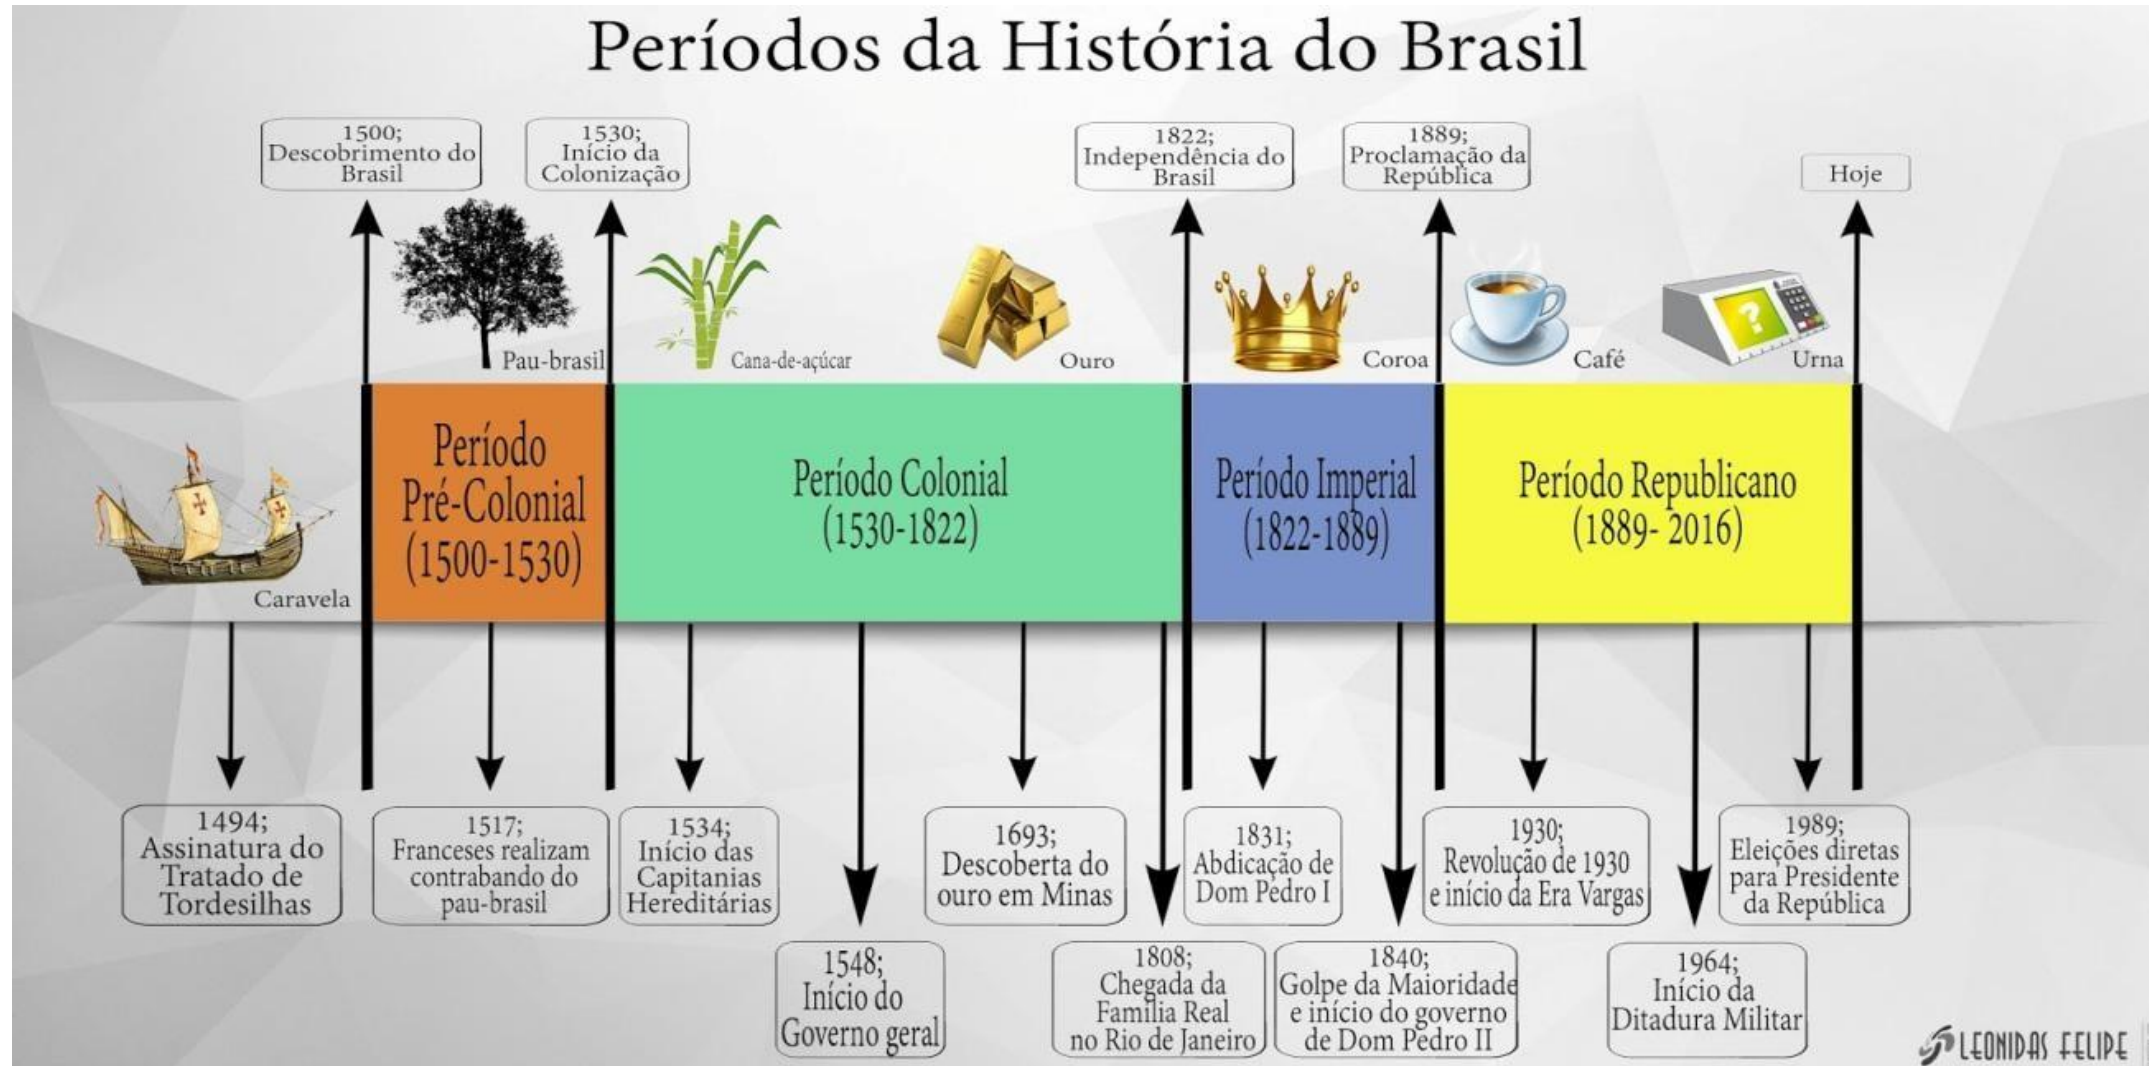 Períodos da História do Brasil
1500;
Descobrimento do
Brasil
1530;
Início da
Colonização
1822;
Independência do
Brasil
1889;
Proclamação da
República
Hoje
Pau-brasil
Cana-de-açúcar
Ouro
Coroa
Café
Urna
?
Caravela
Período
Pré-Colonial
(1500-1530)
Período Colonial
(1530-1822)
Período Imperial
(1822-1889)
Período Republicano
(1889- 2016)
1494;
Assinatura do
Tratado de
Tordesilhas
1517;
Franceses realizam
contrabando do
pau-brasil
1534;
Início das
Capitanias
Hereditárias
1548;
Início do
Governo geral
1693;
Descoberta do
ouro em Minas
1808;
Chegada da
Família Real
no Rio de Janeiro
1831;
Abdicação de
Dom Pedro I
1840;
Golpe da Maioridade
e início do governo
de Dom Pedro II
1930;
Revolução de 1930
e início da Era Vargas
1964;
Início da
Ditadura Militar
1989;
Eleições diretas
para Presidente
da República
LEONIDAS FELIPE